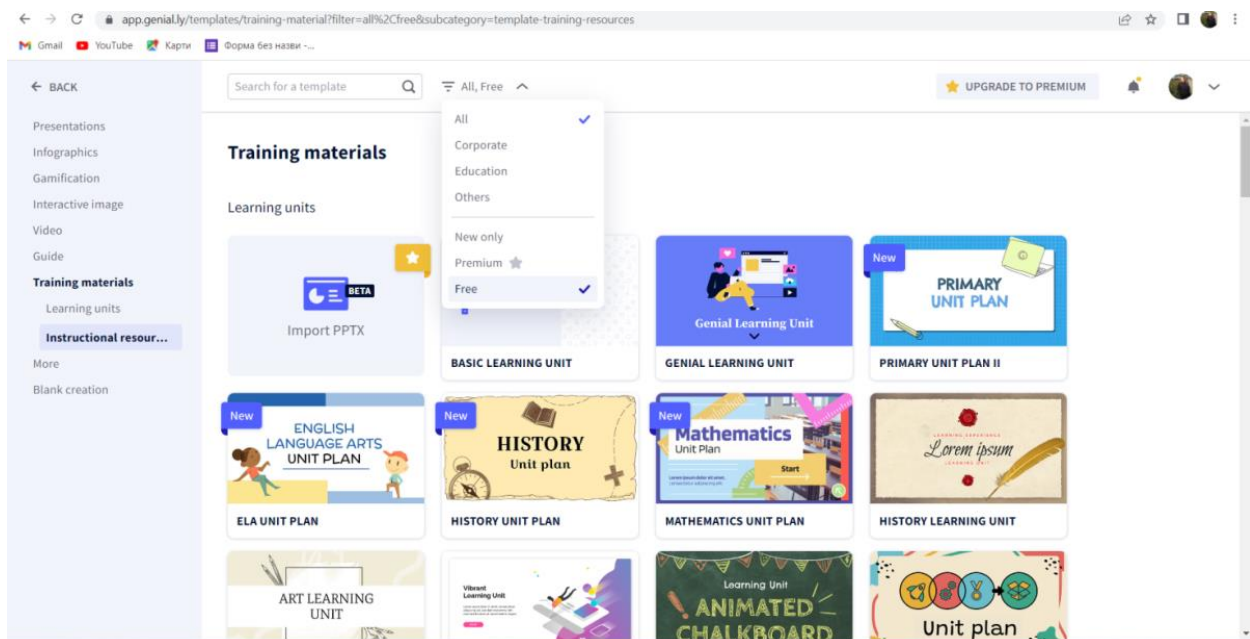 app.genial.ly/templates/training-material?filter=all%2Cfree&subcategory=template-training-resources
Gmail YouTube Карти Форма без назви -...
BACK
Search for a template
All, Free
UPGRADE TO PREMIUM
Presentations
Infographics
Gamification
Interactive image
Video
Guide
Training materials
Learning units
Instructional resour...
More
Blank creation
All
Corporate
Education
Others
New only
Premium
Free
Training materials
Learning units
BETA
Import PPTX
BASIC LEARNING UNIT
Genial Learning Unit
GENIAL LEARNING UNIT
New
PRIMARY
UNIT PLAN
PRIMARY UNIT PLAN II
New
ENGLISH
LANGUAGE ARTS
UNIT PLAN
ELA UNIT PLAN
New
HISTORY
Unit plan
HISTORY UNIT PLAN
New
Mathematics
Unit Plan
Start
MATHEMATICS UNIT PLAN
LEARNING EXPERIENCE
Lorem ipsum
LEARNING UNIT
HISTORY LEARNING UNIT
ART LEARNING
UNIT
Vibrant
Learning Unit
Learning Unit
ANIMATED
CHALKBOARD
Unit plan